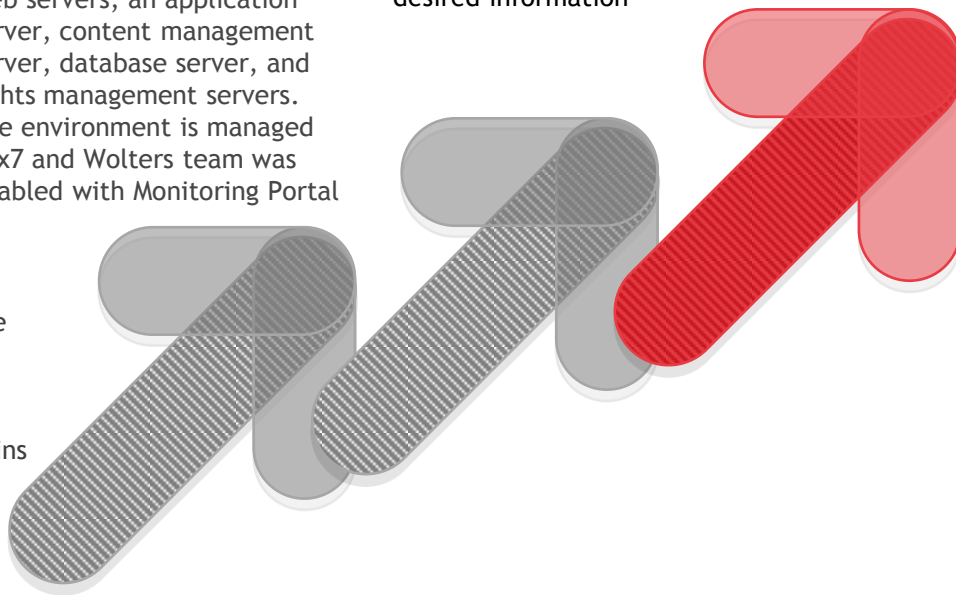 eb servers, an application
rver, content management
rver, database server, and
hts management servers.
e environment is managed
x7 and Wolters team was
abled with Monitoring Portal
e
ins
desired information